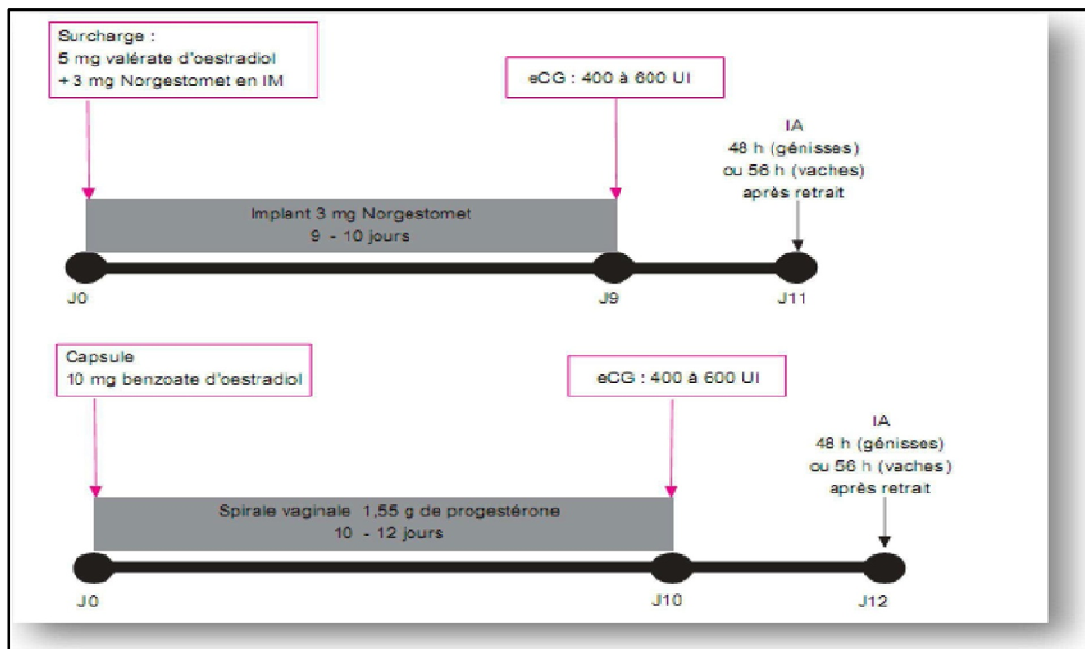 Surcharge :
5 mg valérate d'oestradiol
+ 3 mg Norgestomet en IM
eCG : 400 à 600 UI
IA
48 h (génisses)
ou 56 h (vaches)
après retrait
Implant 3 mg Norgestomet
9 - 10 jours
J0
J9
J11
Capsule
10 mg benzoate d'oestradiol
eCG : 400 à 600 UI
IA
48 h (génisses)
ou 56 h (vaches)
après retrait
Spirale vaginale 1,55 g de progestérone
10 - 12 jours
J0
J10
J12